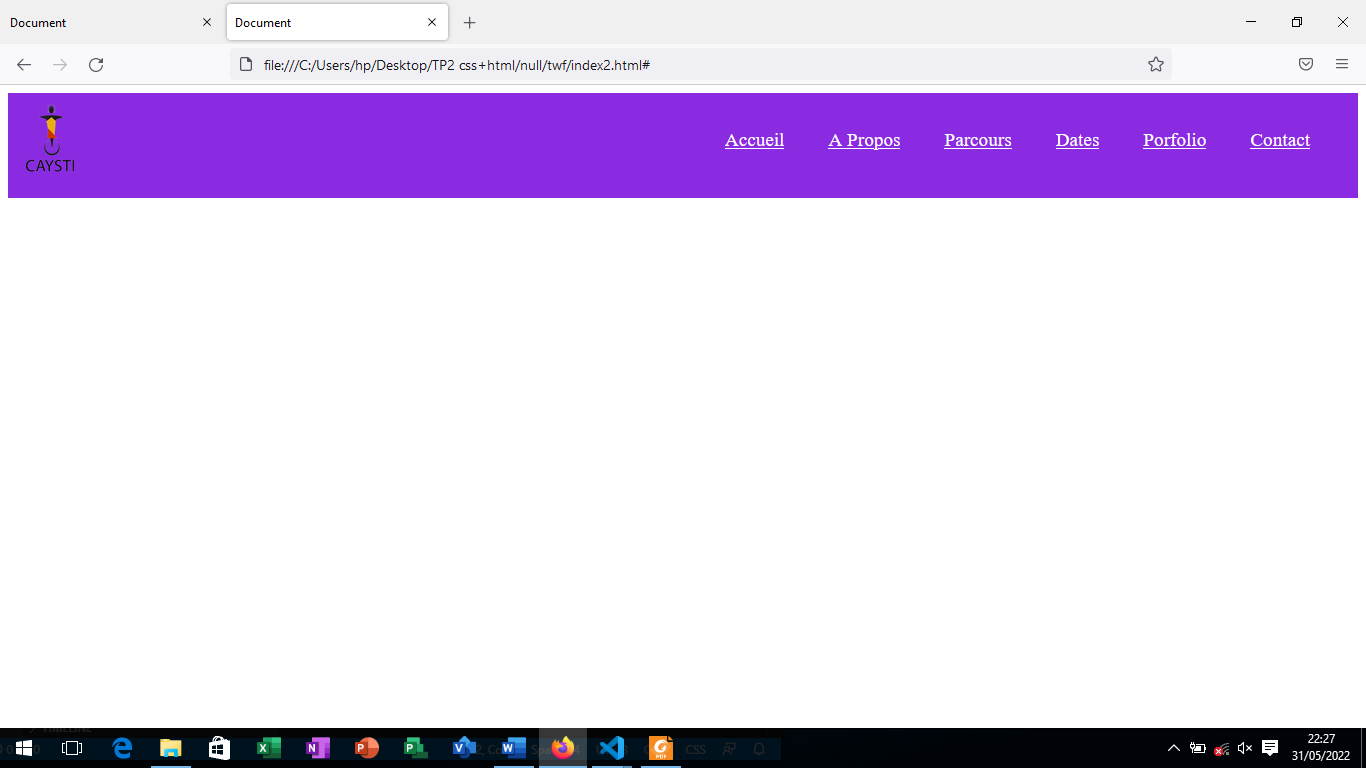 Document
Document
file:///C:/Users/hp/Desktop/TP2 css+html/null/twf/index2.html#
CAYSTI
Accueil A Propos Parcours Dates Porfolio Contact
CSS
22:27
31/05/2022